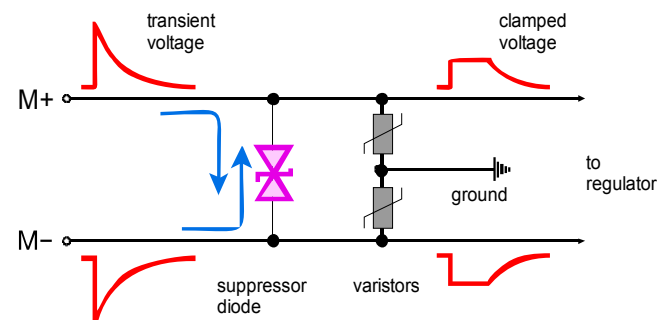 transient
voltage
clamped
voltage
M+
to
regulator
ground
M−
suppressor
diode
varistors